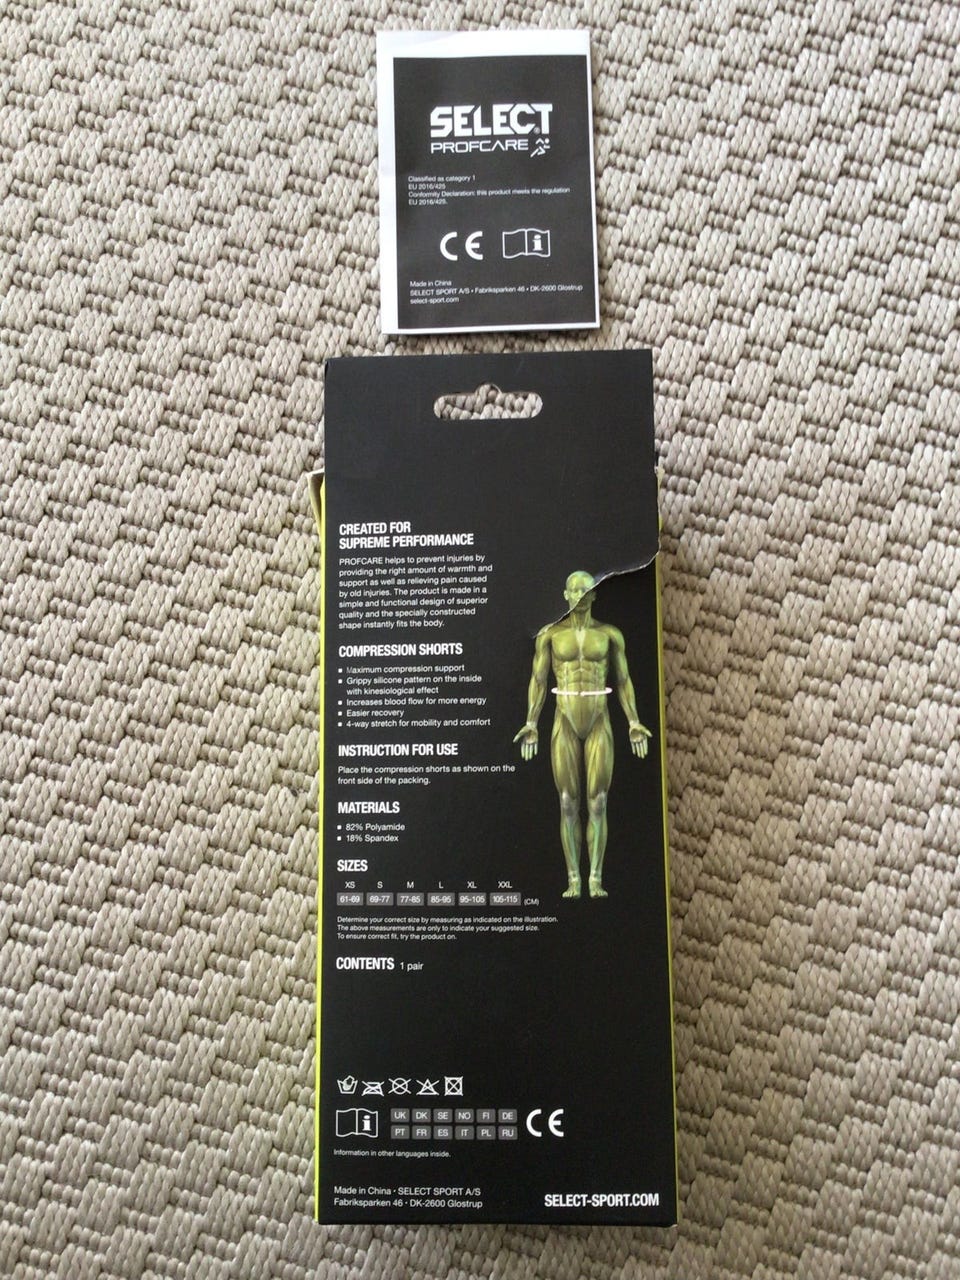 SELECT
PROFCARE
Classified as category 1
EU 2016/425
Conformity Declaration: this product meets the regulation
EU 2016/425.
CE
i
Made in China
SELECT SPORT A/S • Fabriksparken 46 • DK-2600 Glostrup
select-sport.com
CREATED FOR
SUPREME PERFORMANCE
PROFCARE helps to prevent injuries by
providing the right amount of warmth and
support as well as relieving pain caused
by old injuries. The product is made in a
simple and functional design of superior
quality and the specially constructed
shape instantly fits the body.
COMPRESSION SHORTS
▪ Maximum compression support
▪ Grippy silicone pattern on the inside
with kinesiological effect
▪ Increases blood flow for more energy
▪ Easier recovery
▪ 4-way stretch for mobility and comfort
INSTRUCTION FOR USE
Place the compression shorts as shown on the
front side of the packing.
MATERIALS
▪ 82% Polyamide
▪ 18% Spandex
SIZES
XS S M L XL XXL
61-69 69-77 77-85 85-95 95-105 105-115 (CM)
Determine your correct size by measuring as indicated on the illustration.
The above measurements are only to indicate your suggested size.
To ensure correct fit, try the product on.
CONTENTS 1 pair
i UK DK SE NO FI DE CE
PT FR ES IT PL RU
Information in other languages inside.
Made in China • SELECT SPORT A/S
Fabriksparken 46 • DK-2600 Glostrup
SELECT-SPORT.COM